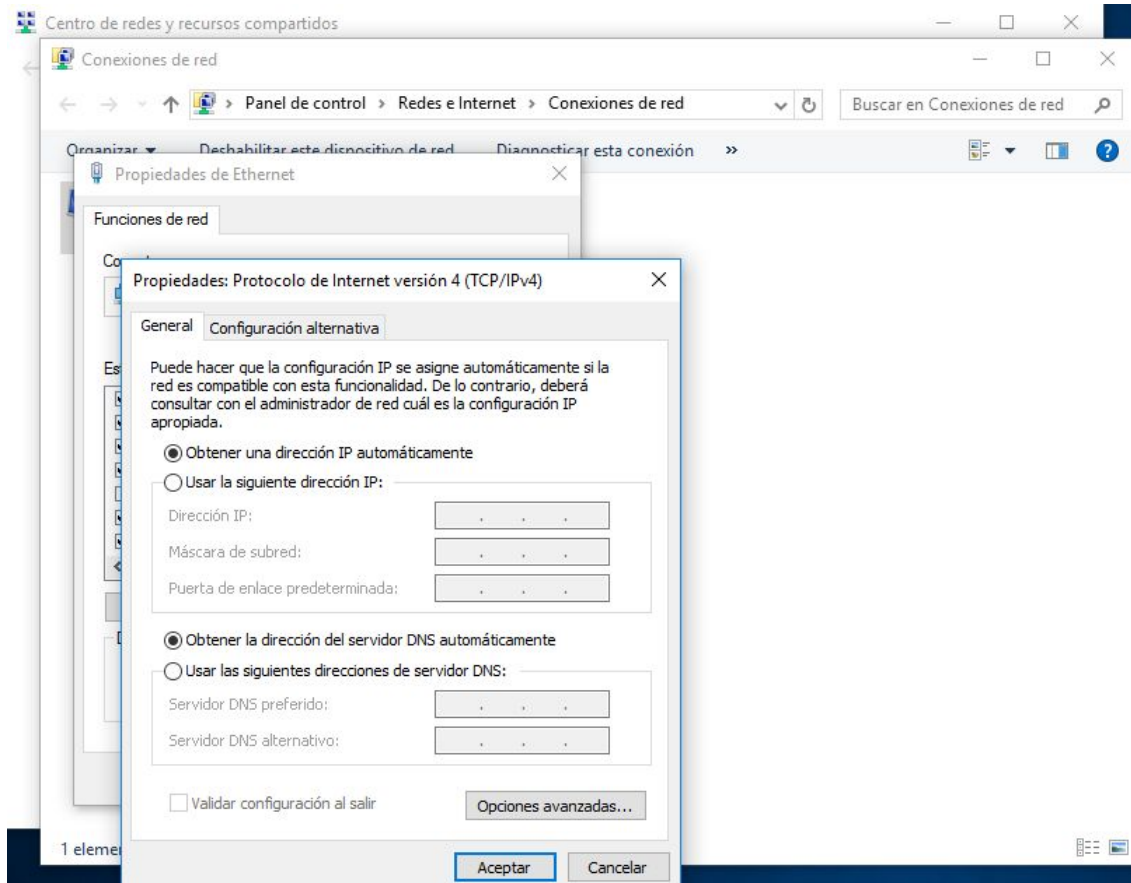 Centro de redes y recursos compartidos
Conexiones de red
Panel de control > Redes e Internet > Conexiones de red
Buscar en Conexiones de red
Organizar
Deshabilitar este dispositivo de red
Diagnosticar esta conexión
»
Propiedades de Ethernet
Funciones de red
Propiedades: Protocolo de Internet versión 4 (TCP/IPv4)
General
Configuración alternativa
Puede hacer que la configuración IP se asigne automáticamente si la
red es compatible con esta funcionalidad. De lo contrario, deberá
consultar con el administrador de red cuál es la configuración IP
apropiada.
Obtener una dirección IP automáticamente
Usar la siguiente dirección IP:
Dirección IP:
Máscara de subred:
Puerta de enlace predeterminada:
Obtener la dirección del servidor DNS automáticamente
Usar las siguientes direcciones de servidor DNS:
Servidor DNS preferido:
Servidor DNS alternativo:
Validar configuración al salir
Opciones avanzadas...
1
Aceptar
Cancelar